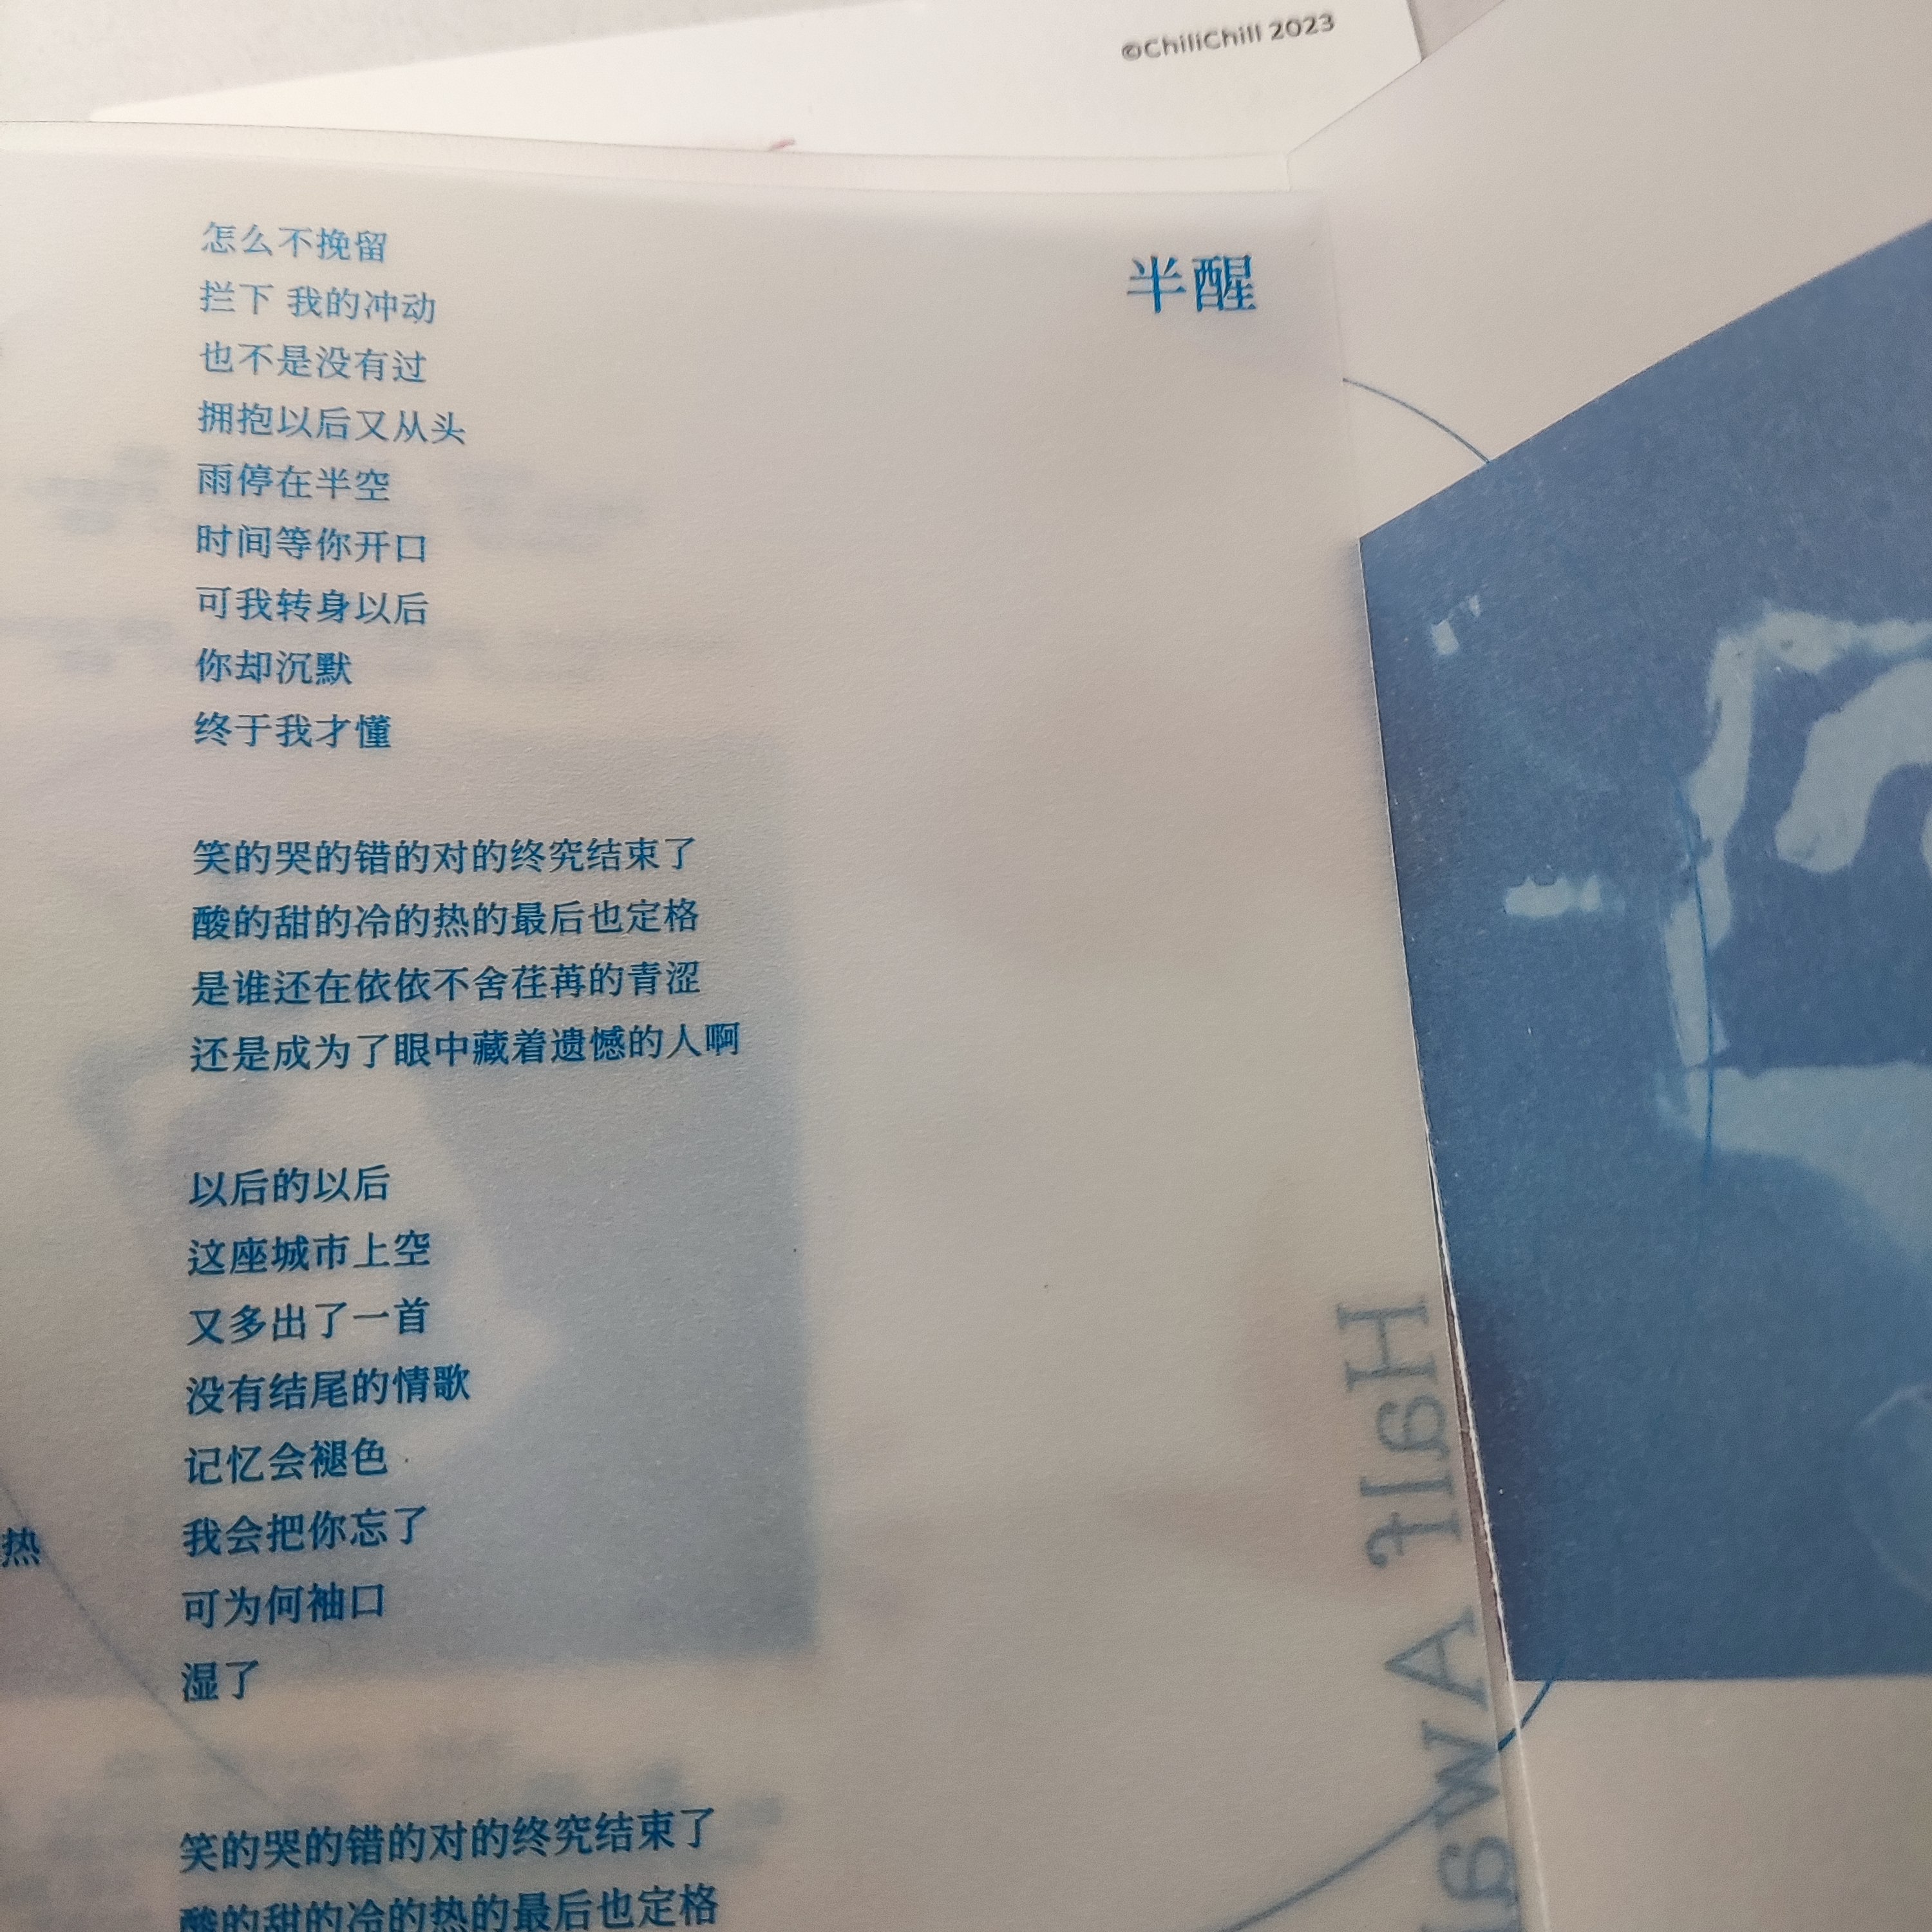 ©ChiliChill 2023
半醒
怎么不挽留
拦下 我的冲动
也不是没有过
拥抱以后又从头
雨停在半空
时间等你开口
可我转身以后
你却沉默
终于我才懂
笑的哭的错的对的终究结束了
酸的甜的冷的热的最后也定格
是谁还在依依不舍荏苒的青涩
还是成为了眼中藏着遗憾的人啊
以后的以后
这座城市上空
又多出了一首
没有结尾的情歌
记忆会褪色
我会把你忘了
热
可为何袖口
湿了
笑的哭的错的对的终究结束了
酸的甜的冷的热的最后也定格
Half Awa